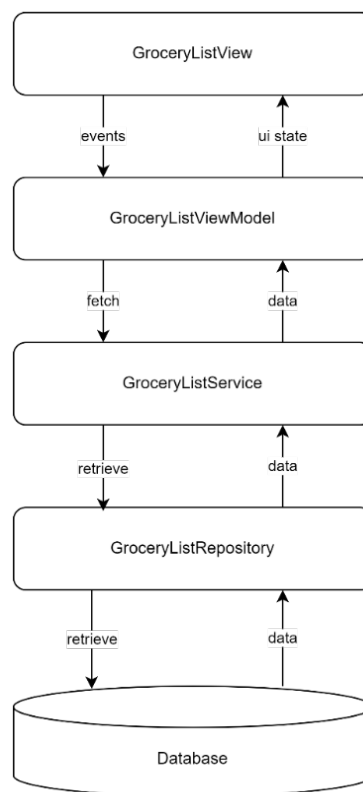 GroceryListView
events
ui state
GroceryListViewModel
fetch
data
GroceryListService
retrieve
data
GroceryListRepository
retrieve
data
Database